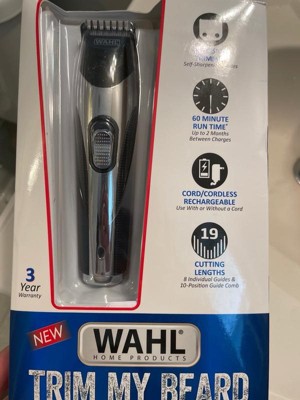 WAHL
Self-Sharpening
60 MINUTE
RUN TIME*
Up to 2 Months
Between Charges
CORD/CORDLESS
RECHARGEABLE
Use With or Without a Cord
19
CUTTING
LENGTHS
8 Individual Guides &
10-Position Guide Comb
3
Year
Warranty
NEW
WAHL
HOME PRODUCTS
TRIM MY BEARD